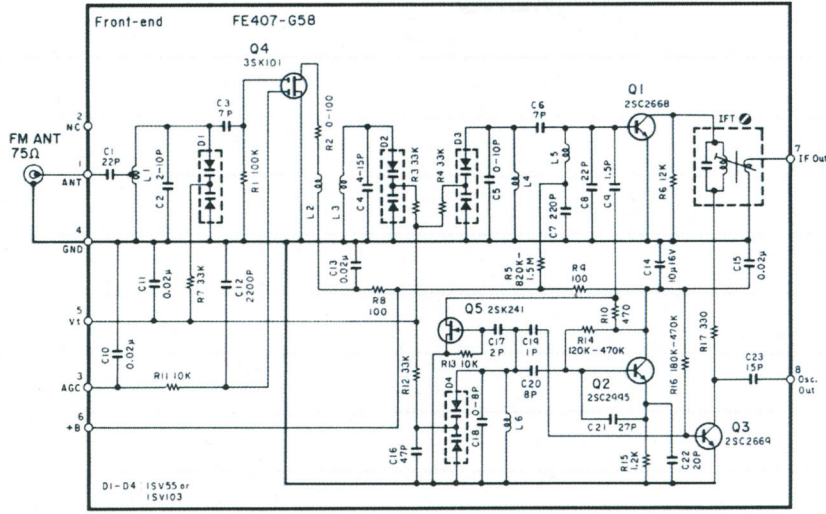 Front-end FE407-G58
Q4
3SK101
Q1
2SC2668
2
NC
FM ANT
75Ω
1
ANT
C1
22P
L1
C2 2-10P
C3
7P
D1
R1 100K
R2 0-100
L2
L3
C4 4-15P
D2
R3 33K
R4 33K
D3
C5 0-10P
L4
C6
7P
L5
C7 220P
C8 22P
C9 1.5P
R6 12K
IFT
7
IF Out
4
GND
C11
0.02μ
R7 33K
C12
2200P
C13
0.02μ
R8
100
R5
820K-
1.5M
R9
100
C14
10μ16V
C15
0.02μ
5
Vt
C10
0.02μ
Q5 2SK241
R13 10K
C17
2P
C19
1P
R10
470
R14
120K-470K
R16 180K-470K
R17 330
3
AGC
R11 10K
R12 33K
D4
C18 0-8P
C20
8P
L6
Q2
2SC2995
C23
15P
8
Osc.
Out
6
+B
C21 27P
Q3
2SC2669
C16
47P
R15
1.2K
C22
20P
D1-D4: 1SV55 or
1SV103